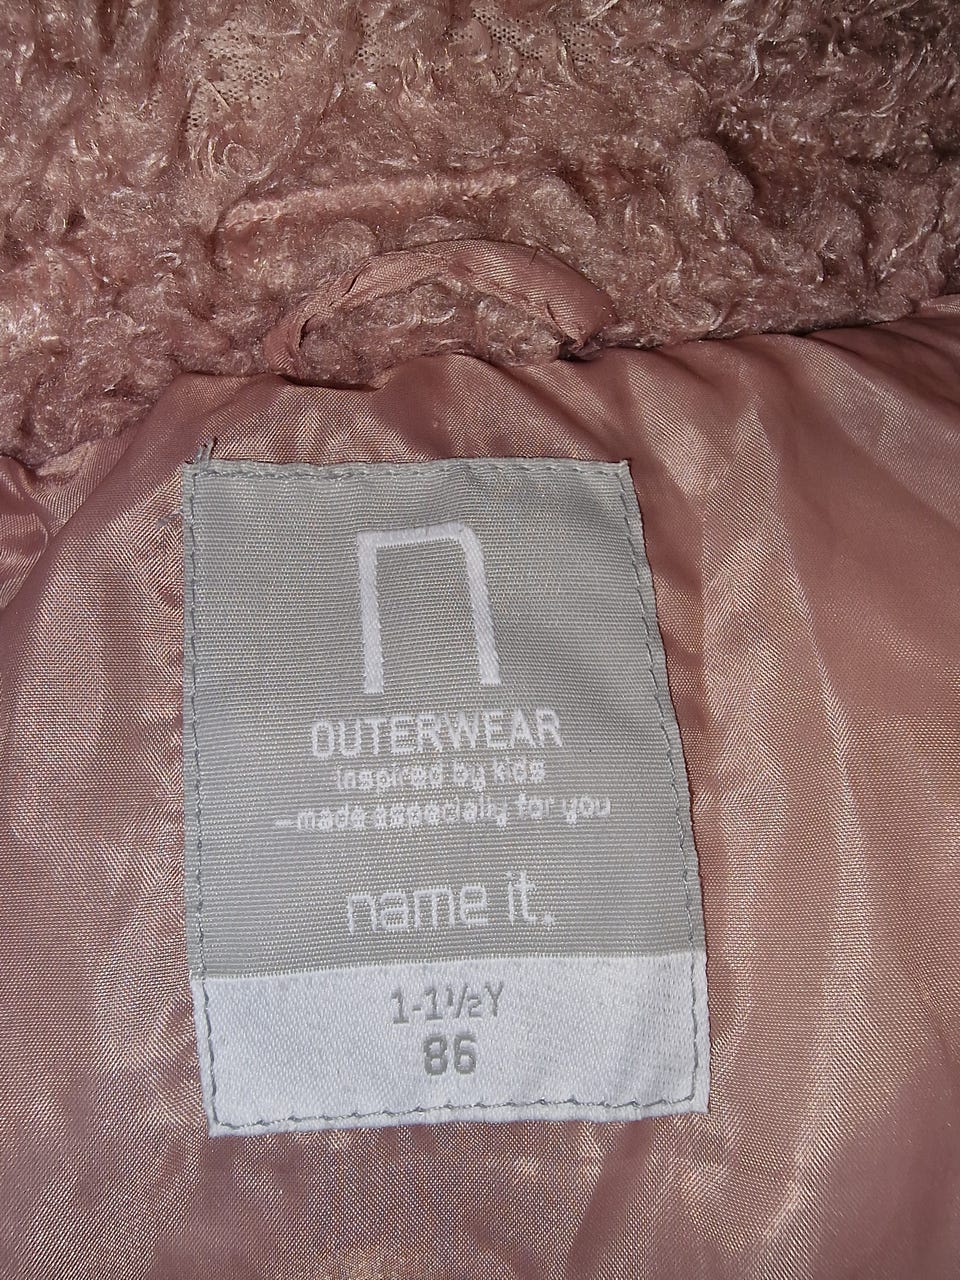 n
OUTERWEAR
inspired by kids
—made especially for you
name it.
1-1½Y
86